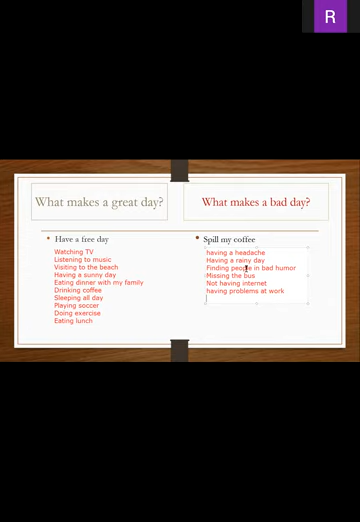 R
What makes a great day?
Have a free day
Watching TV
Listening to music
Visiting to the beach
Having a sunny day
Eating dinner with my family
Drinking coffee
Sleeping all day
Playing soccer
Doing exercise
Eating lunch
What makes a bad day?
Spill my coffee
having a headache
Having a rainy day
Finding people in bad humor
Missing the bus
Not having internet
having problems at work